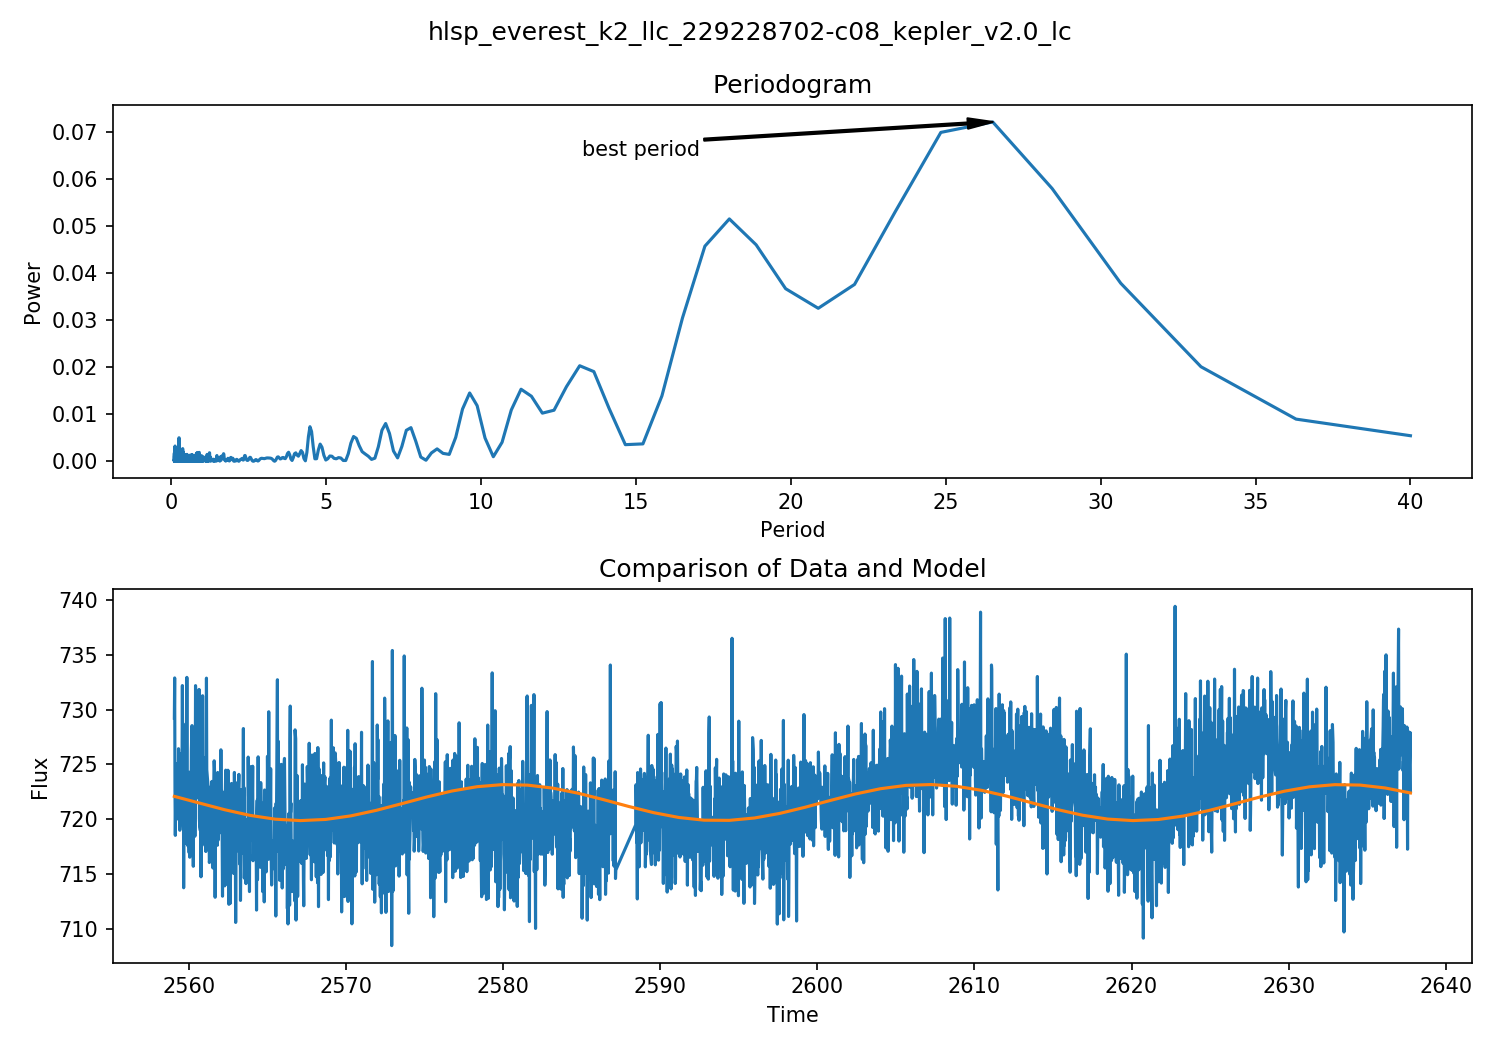 hlsp_everest_k2_llc_229228702-c08_kepler_v2.0_lc
Periodogram
best period
Power
0.07
0.06
0.05
0.04
0.03
0.02
0.01
0.00
0 5 10 15 20 25 30 35 40
Period
Comparison of Data and Model
Flux
740
735
730
725
720
715
710
2560 2570 2580 2590 2600 2610 2620 2630 2640
Time